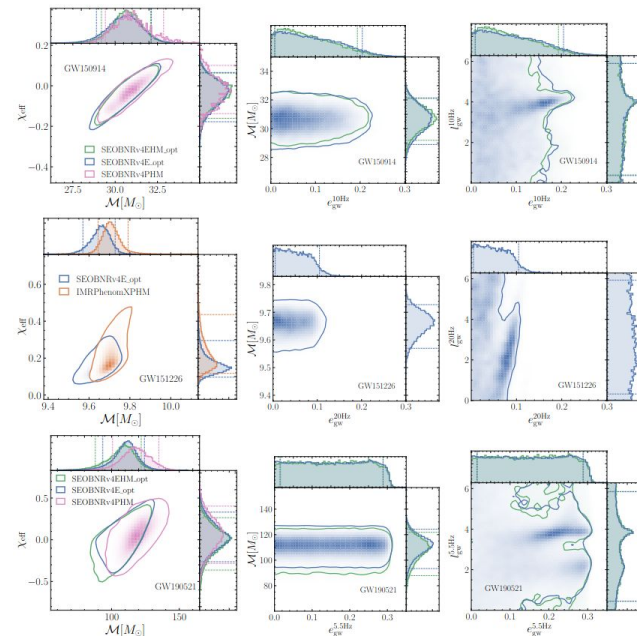 0.2
0.0
−0.2
−0.4
χeff
GW150914
SEOBNRv4EHM_opt
SEOBNRv4E_opt
SEOBNRv4PHM
27.5
30.0
32.5
M[M⊙]
34
32
30
28
M[M⊙]
GW150914
0.0
0.1
0.2
0.3
e10Hz gw
6
4
2
l10Hz gw
GW150914
0.0
0.1
0.2
0.3
e10Hz gw
SEOBNRv4E_opt
IMRPhenomXPHM
0.6
0.4
0.2
0.0
χeff
GW151226
9.4
9.6
9.8
10.0
M[M⊙]
9.8
9.7
9.6
9.5
9.4
M[M⊙]
GW151226
0.0
0.1
0.2
0.3
e20Hz gw
6
4
2
0
l20Hz gw
GW151226
0.0
0.1
0.2
0.3
e20Hz gw
SEOBNRv4EHM_opt
SEOBNRv4E_opt
SEOBNRv4PHM
0.5
0.0
−0.5
χeff
GW190521
100
150
M[M⊙]
140
120
100
80
M[M⊙]
GW190521
0.0
0.1
0.2
0.3
e5.5Hz gw
6
4
2
l5.5Hz gw
GW190521
0.0
0.1
0.2
0.3
e5.5Hz gw